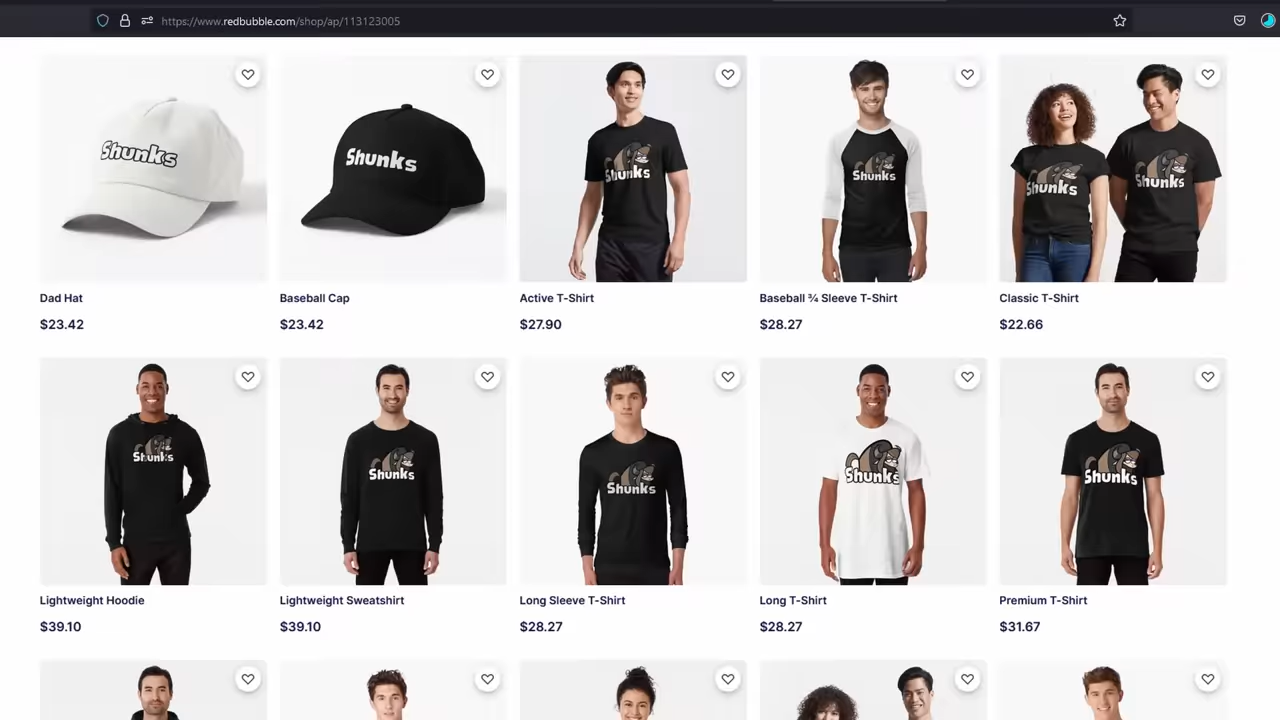 https://www.redbubble.com/shop/ap/113123005
Shunks
Shunks
Shunks
Shunks
Shunks
Shunks
Dad Hat
Baseball Cap
Active T-Shirt
Baseball ¾ Sleeve T-Shirt
Classic T-Shirt
$23.42
$23.42
$27.90
$28.27
$22.66
Shunks
Shunks
Shunks
Shunks
Shunks
Lightweight Hoodie
Lightweight Sweatshirt
Long Sleeve T-Shirt
Long T-Shirt
Premium T-Shirt
$39.10
$39.10
$28.27
$28.27
$31.67